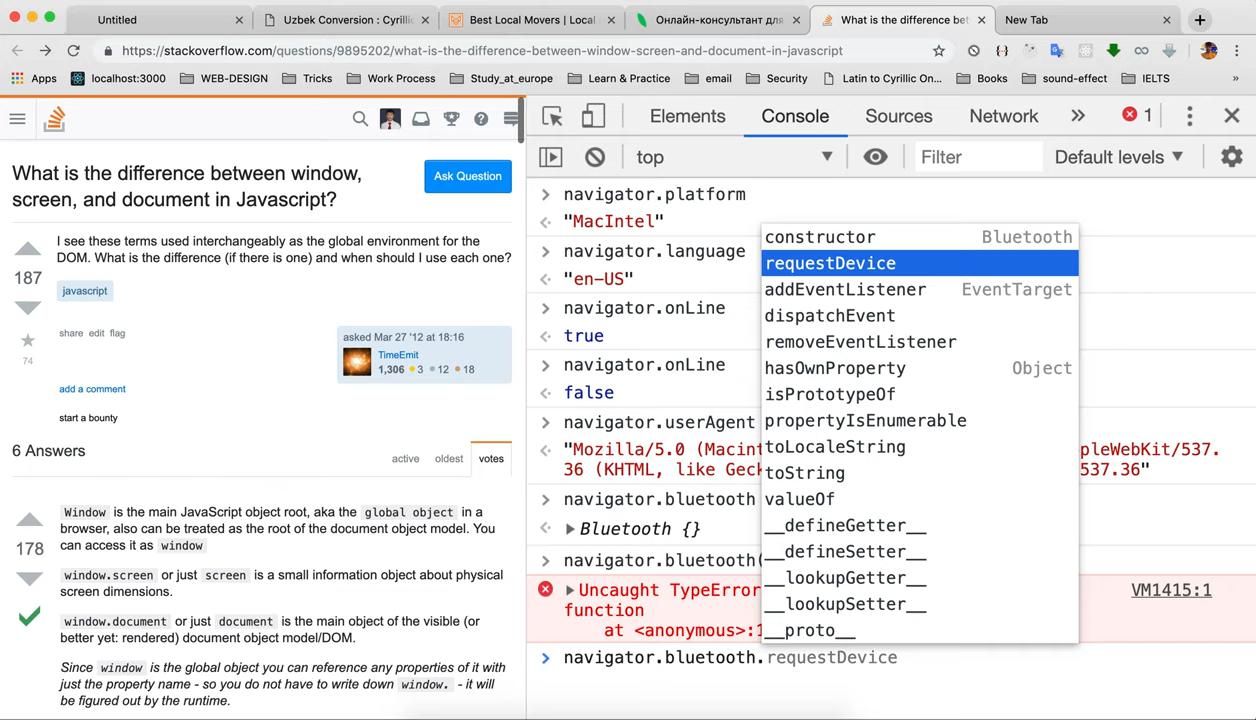 Untitled
Uzbek Conversion : Cyrillic
Best Local Movers | Local
Онлайн-консультант для
What is the difference be
New Tab
https://stackoverflow.com/questions/9895202/what-is-the-difference-between-window-screen-and-document-in-javascript
Apps
localhost:3000
WEB-DESIGN
Tricks
Work Process
Study_at_europe
Learn & Practice
email
Security
Latin to Cyrillic On...
Books
sound-effect
IELTS
»
What is the difference between window,
screen, and document in Javascript?
Ask Question
I see these terms used interchangeably as the global environment for the
DOM. What is the difference (if there is one) and when should I use each one?
187
javascript
share edit flag
74
asked Mar 27 '12 at 18:16
TimeEmit
1,306 3 12 18
add a comment
start a bounty
6 Answers
active oldest votes
178
Window is the main JavaScript object root, aka the global object in a
browser, also can be treated as the root of the document object model. You
can access it as window
window.screen or just screen is a small information object about physical
screen dimensions.
window.document or just document is the main object of the visible (or
better yet: rendered) document object model/DOM.
Since window is the global object you can reference any properties of it with
just the property name - so you do not have to write down window. - it will
be figured out by the runtime.
Elements Console Sources Network » 1
top Filter Default levels ▼
> navigator.platform
"MacIntel"
> navigator.language
"en-US"
> navigator.onLine
true
> navigator.onLine
false
> navigator.userAgent
"Mozilla/5.0 (Macint pleWebKit/537.
36 (KHTML, like Geck 537.36"
> navigator.bluetooth
▶ Bluetooth {}
> navigator.bluetooth(
▶ Uncaught TypeError VM1415:1
function
at <anonymous>:1
> navigator.bluetooth.requestDevice
constructor Bluetooth
requestDevice
addEventListener EventTarget
dispatchEvent
removeEventListener
hasOwnProperty Object
isPrototypeOf
propertyIsEnumerable
toLocaleString
toString
valueOf
__defineGetter__
__defineSetter__
__lookupGetter__
__lookupSetter__
__proto__